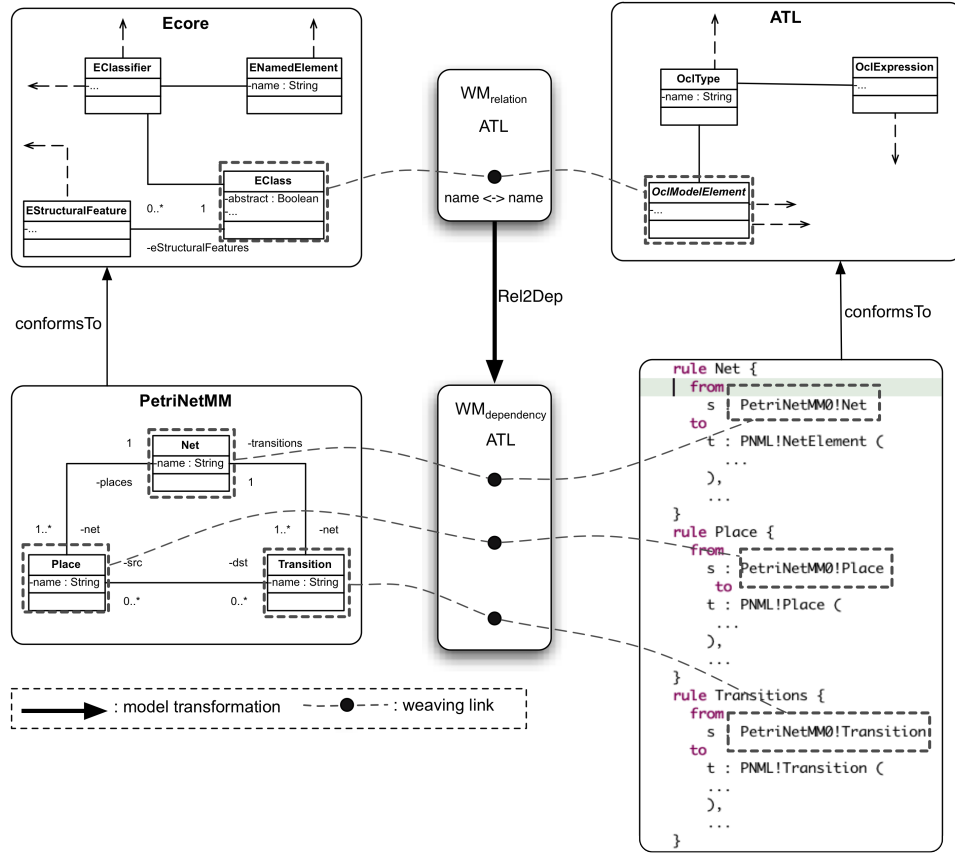 Ecore
EClassifier
-...
ENamedElement
-name : String
EClass
-abstract : Boolean
-...
EStructuralFeature
-...
0..*
1
-eStructuralFeatures
WMrelation
ATL
name <-> name
ATL
OclType
-name : String
OclExpression
-...
OclModelElement
-...
conformsTo
Rel2Dep
conformsTo
PetriNetMM
Net
-name : String
1
-transitions
-places
1
1..*
-net
1..*
-net
Place
-name : String
-src
-dst
Transition
-name : String
0..*
0..*
WMdependency
ATL
rule Net {
from
s : PetriNetMM0!Net
to
t : PNML!NetElement (
...
),
...
}
rule Place {
from
s : PetriNetMM0!Place
to
t : PNML!Place (
...
),
...
}
rule Transitions {
from
s PetriNetMM0!Transition
to
t : PNML!Transition (
...
),
...
}
: model transformation
: weaving link